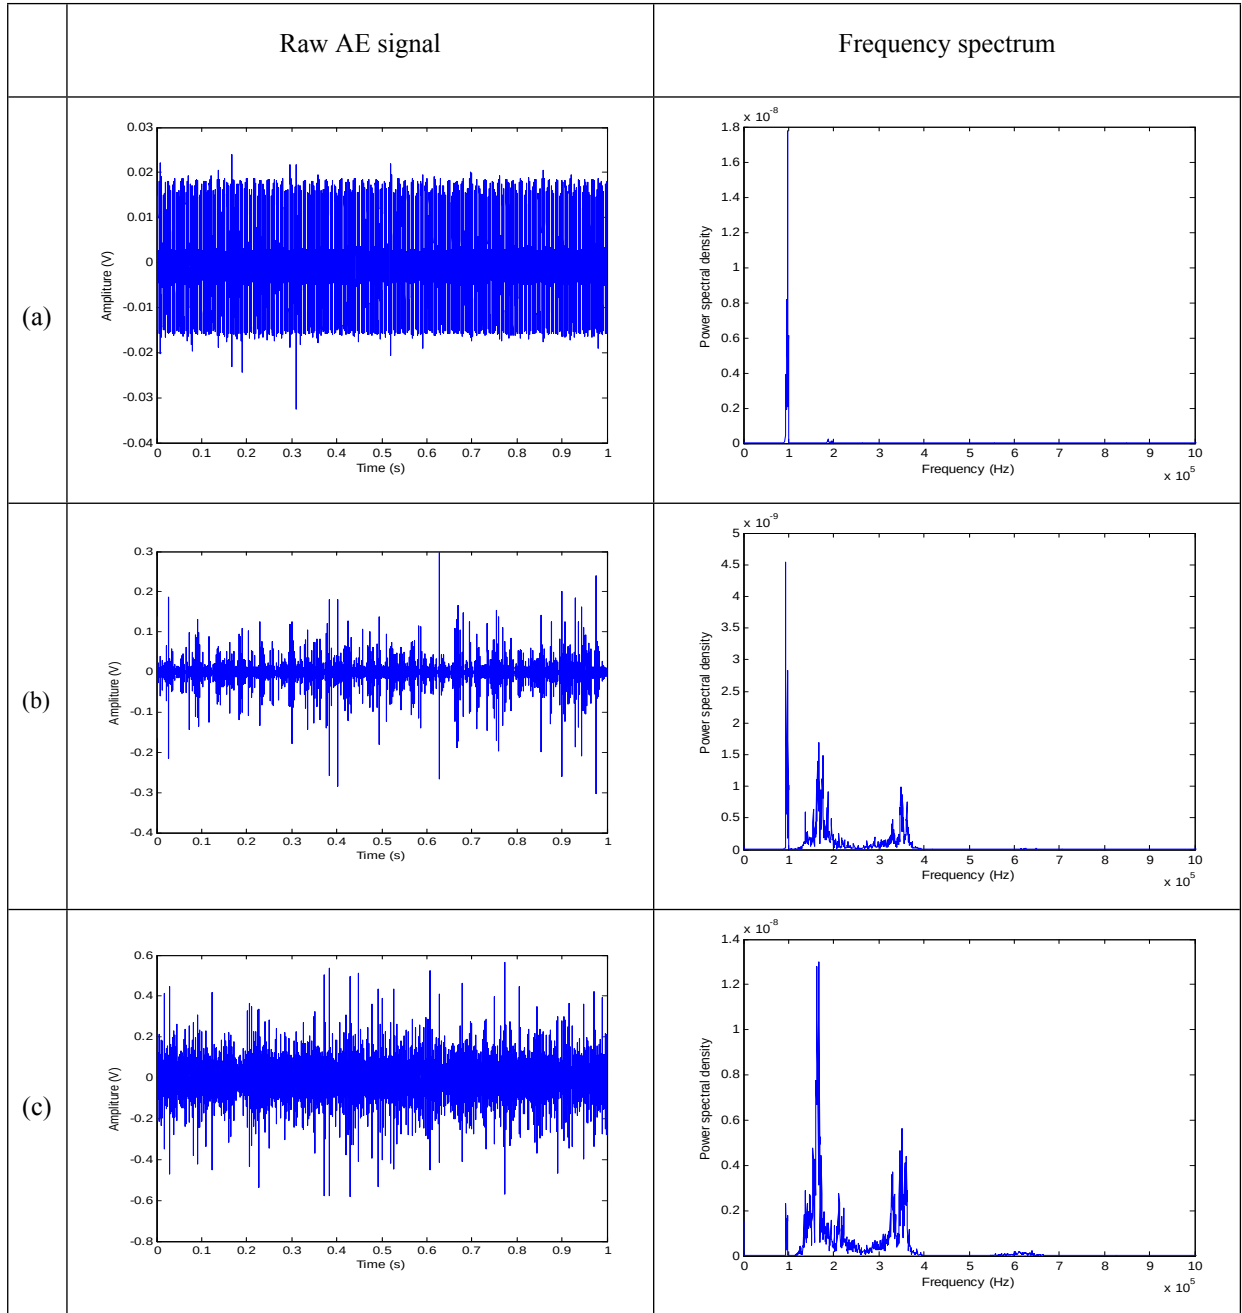 Raw AE signal
Frequency spectrum
(a)
0.03
0.02
0.01
0
-0.01
-0.02
-0.03
-0.04
Ampliture (V)
0 0.1 0.2 0.3 0.4 0.5 0.6 0.7 0.8 0.9 1
Time (s)
x 10^-8
1.8
1.6
1.4
1.2
1
0.8
0.6
0.4
0.2
0
Power spectral density
0 1 2 3 4 5 6 7 8 9 10
Frequency (Hz)
x 10^5
(b)
0.3
0.2
0.1
0
-0.1
-0.2
-0.3
-0.4
Ampliture (V)
0 0.1 0.2 0.3 0.4 0.5 0.6 0.7 0.8 0.9 1
Time (s)
x 10^-9
5
4.5
4
3.5
3
2.5
2
1.5
1
0.5
0
Power spectral density
0 1 2 3 4 5 6 7 8 9 10
Frequency (Hz)
x 10^5
(c)
0.6
0.4
0.2
0
-0.2
-0.4
-0.6
-0.8
Ampliture (V)
0 0.1 0.2 0.3 0.4 0.5 0.6 0.7 0.8 0.9 1
Time (s)
x 10^-8
1.4
1.2
1
0.8
0.6
0.4
0.2
0
Power spectral density
0 1 2 3 4 5 6 7 8 9 10
Frequency (Hz)
x 10^5